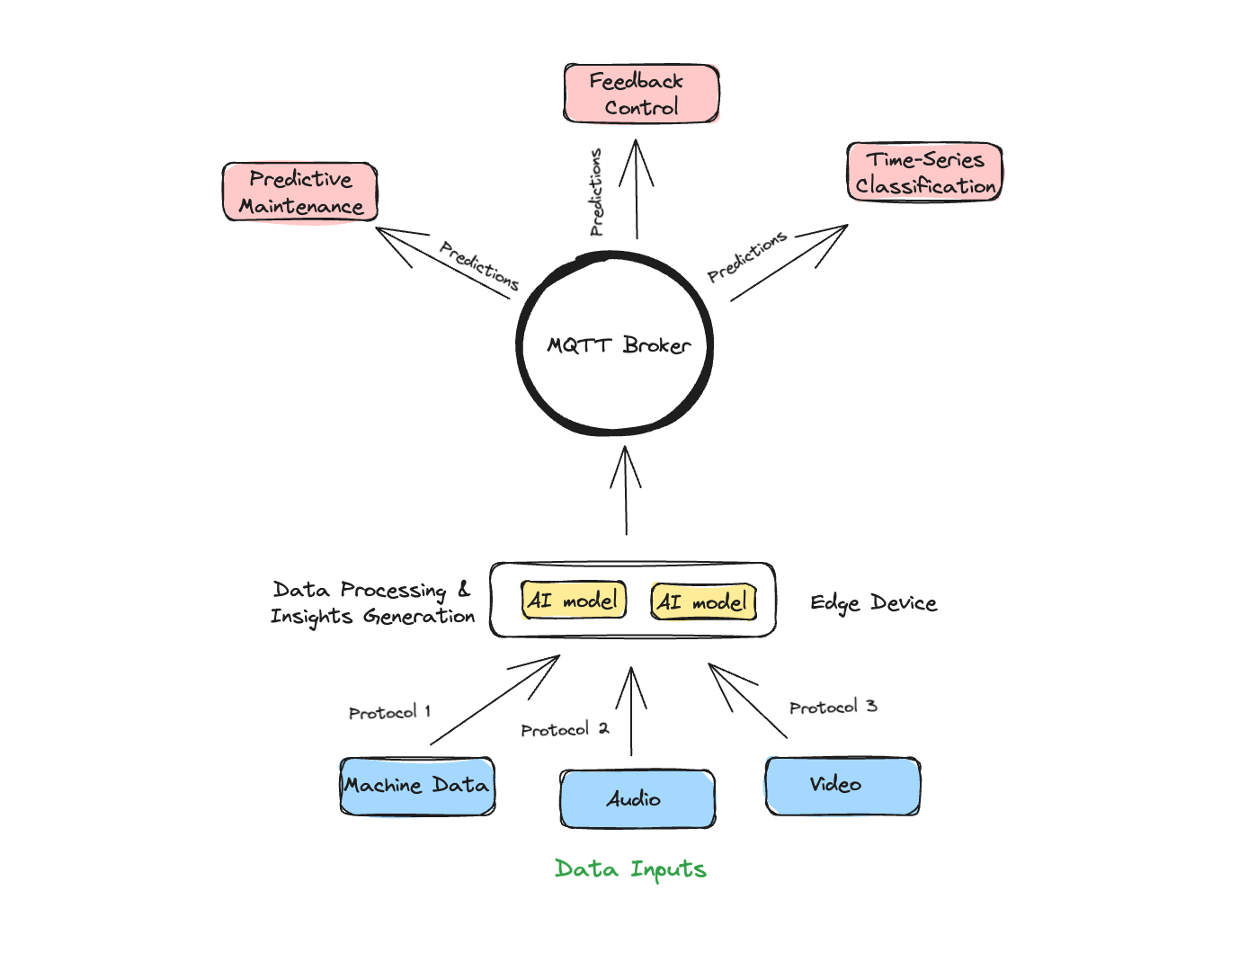 Feedback
Control
Predictive
Maintenance
Time-Series
Classification
Predictions
Predictions
Predictions
MQTT Broker
Data Processing &
Insights Generation
AI model
AI model
Edge Device
Protocol 1
Protocol 2
Protocol 3
Machine Data
Audio
Video
Data Inputs